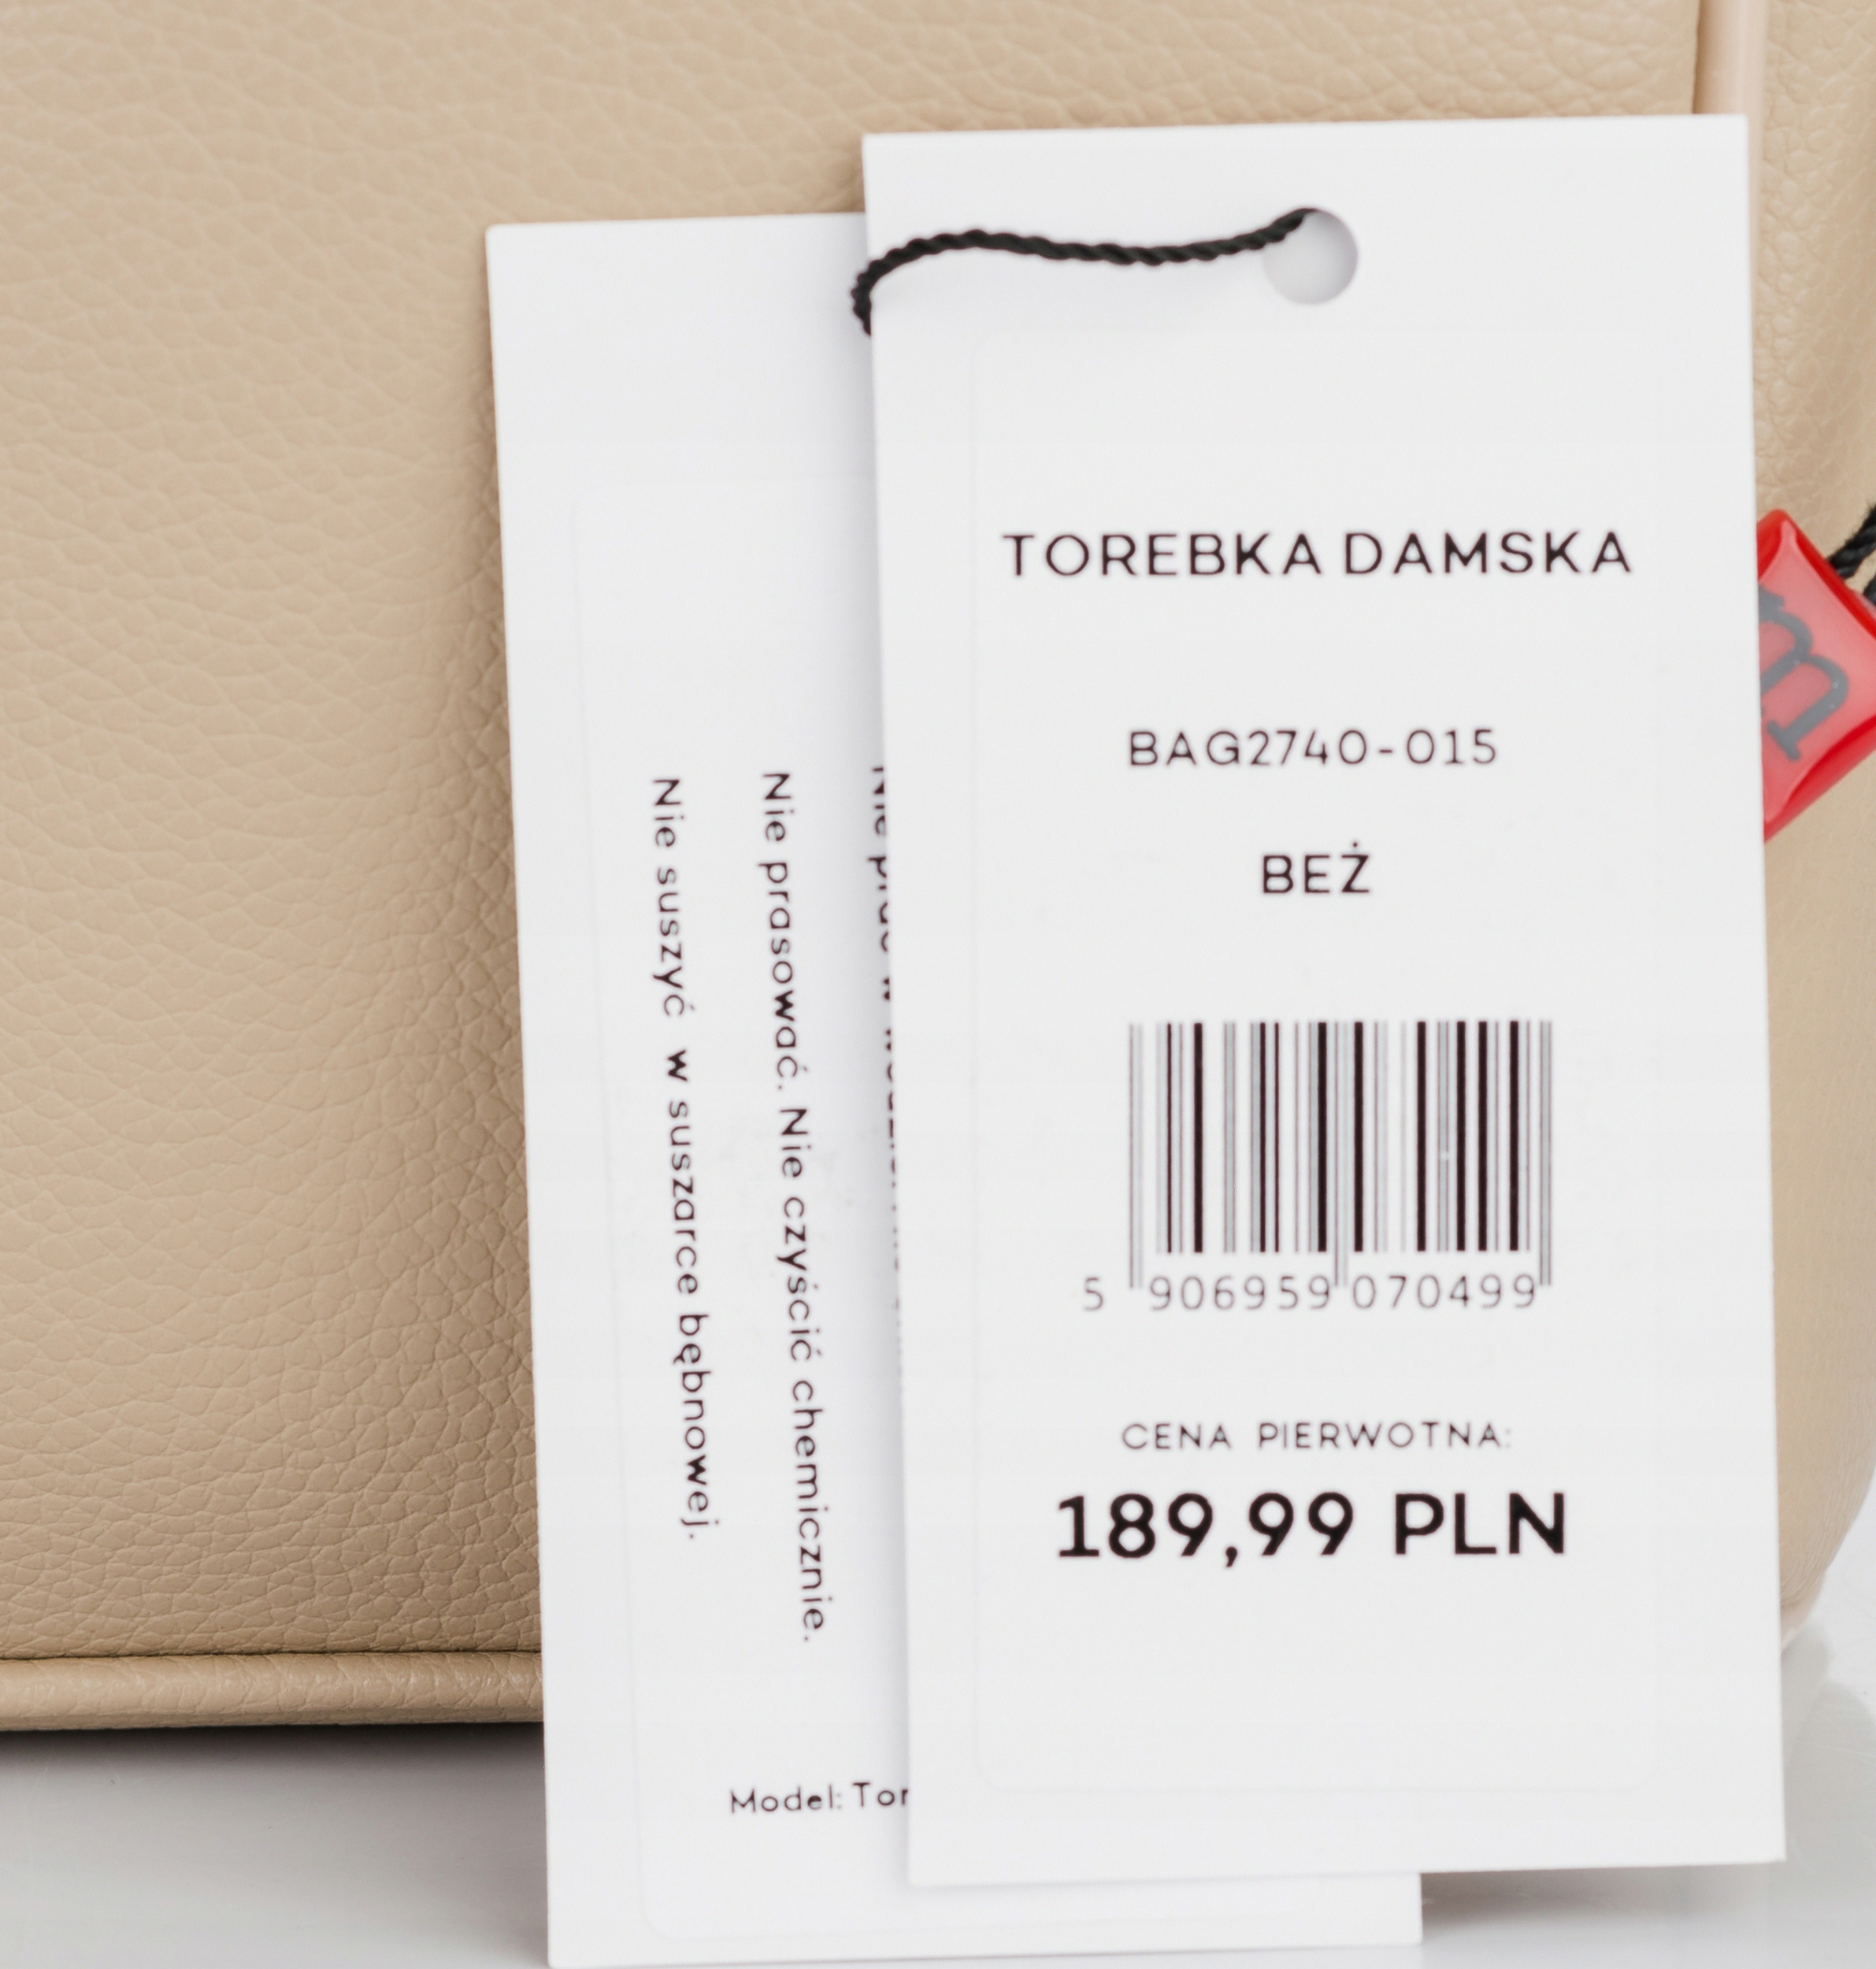 TOREBKA DAMSKA
BAG2740-015
BEŻ
5 906959 070499
CENA PIERWOTNA:
189,99 PLN
Nie prasować. Nie czyścić chemicznie.
Nie suszyć w suszarce bębnowej.
Model:
m